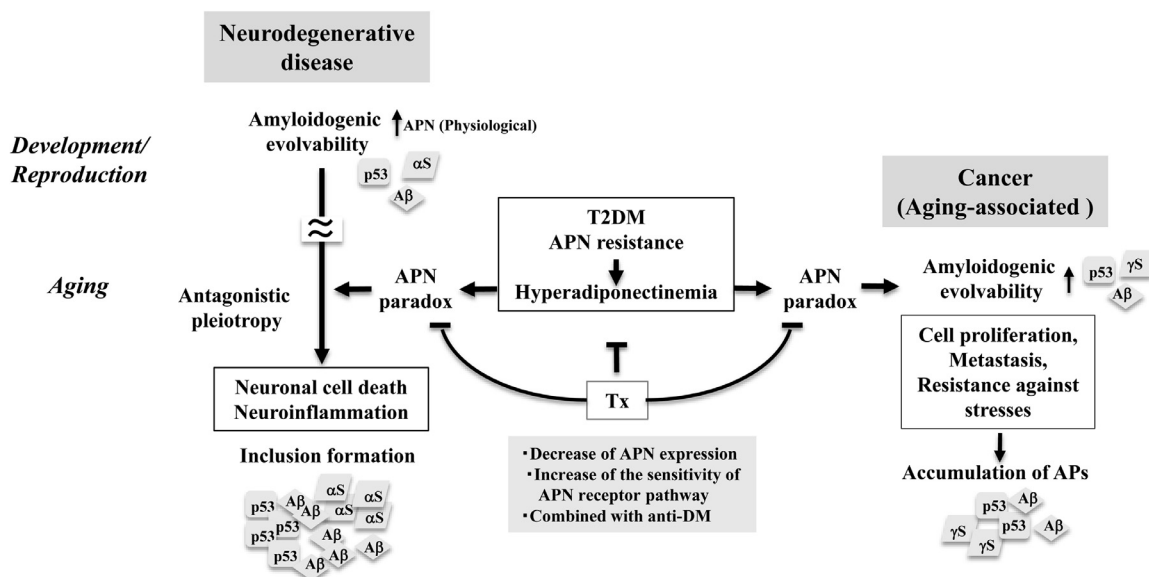 Neurodegenerative
disease
Development/
Reproduction
Amyloidogenic
evolvability
APN (Physiological)
p53
αS
Aβ
≈
Aging
Antagonistic
pleiotropy
APN
paradox
T2DM
APN resistance
Hyperadiponectinemia
APN
paradox
Cancer
(Aging-associated )
Amyloidogenic
evolvability
p53
γS
Aβ
Cell proliferation,
Metastasis,
Resistance against
stresses
Neuronal cell death
Neuroinflammation
Tx
・Decrease of APN expression
・Increase of the sensitivity of
APN receptor pathway
・Combined with anti-DM
Inclusion formation
p53
Aβ
αS
αS
Aβ
αS
αS
p53
p53
Aβ
p53
Aβ
Aβ
Aβ
Accumulation of APs
p53
Aβ
γS
p53
Aβ
γS